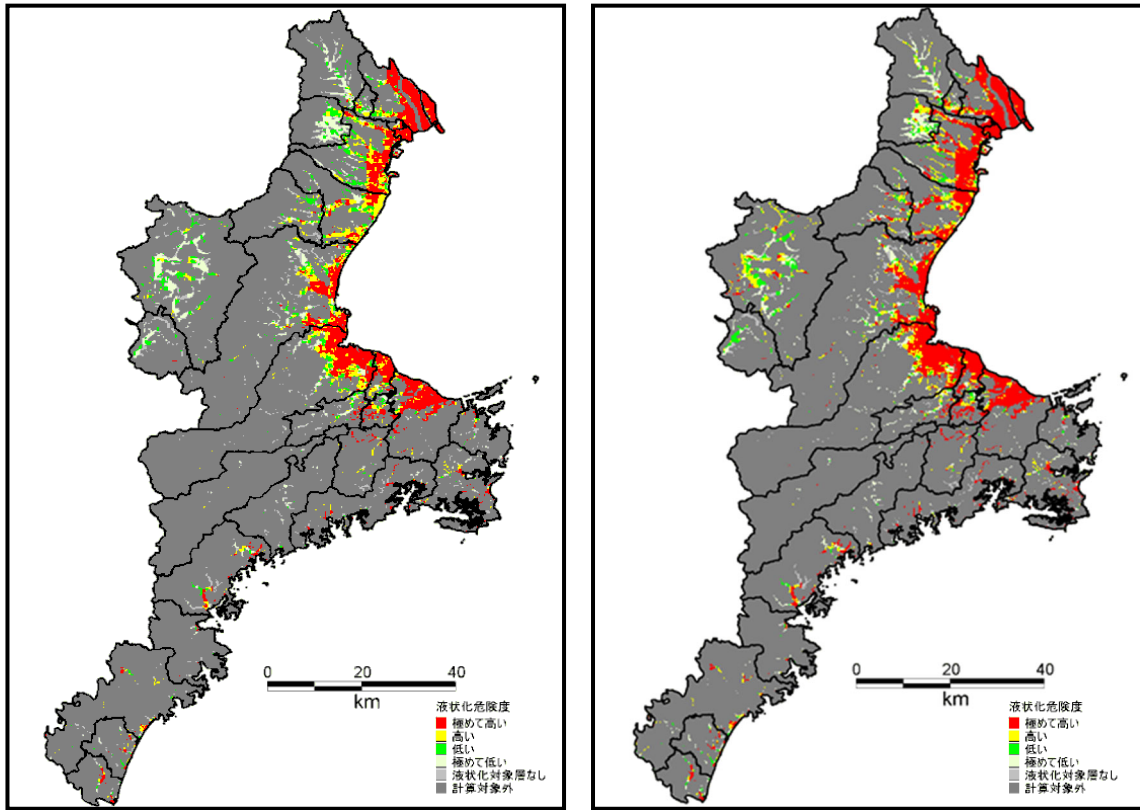 0 20 40
km
液状化危険度
極めて高い
高い
低い
極めて低い
液状化対象層なし
計算対象外
0 20 40
km
液状化危険度
極めて高い
高い
低い
極めて低い
液状化対象層なし
計算対象外